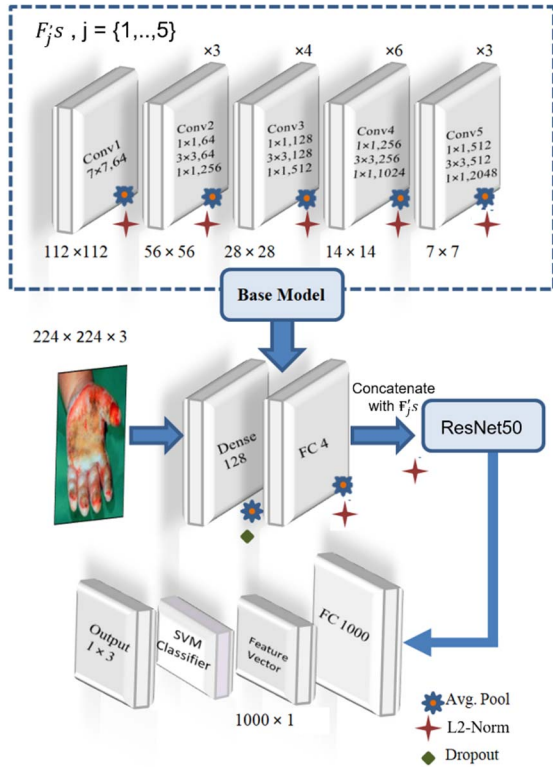 Fj's , j = {1,..,5}
×3
×4
×6
×3
Conv1
7×7,64
Conv2
1×1,64
3×3,64
1×1,256
Conv3
1×1,128
3×3,128
1×1,512
Conv4
1×1,256
3×3,256
1×1,1024
Conv5
1×1,512
3×3,512
1×1,2048
112 ×112
56 × 56
28 × 28
14 × 14
7 × 7
Base Model
224 × 224 × 3
Dense
128
FC 4
Concatenate
with Fj's
ResNet50
Output
1 × 3
SVM
Classifier
Feature
Vector
FC 1000
1000 × 1
Avg. Pool
L2-Norm
Dropout